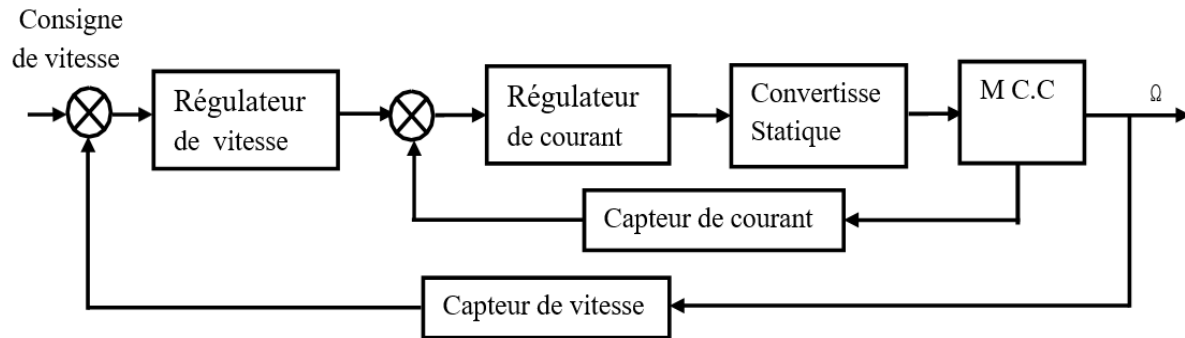 Consigne
de vitesse
Régulateur
de vitesse
Régulateur
de courant
Convertisse
Statique
M C.C
Ω
Capteur de courant
Capteur de vitesse